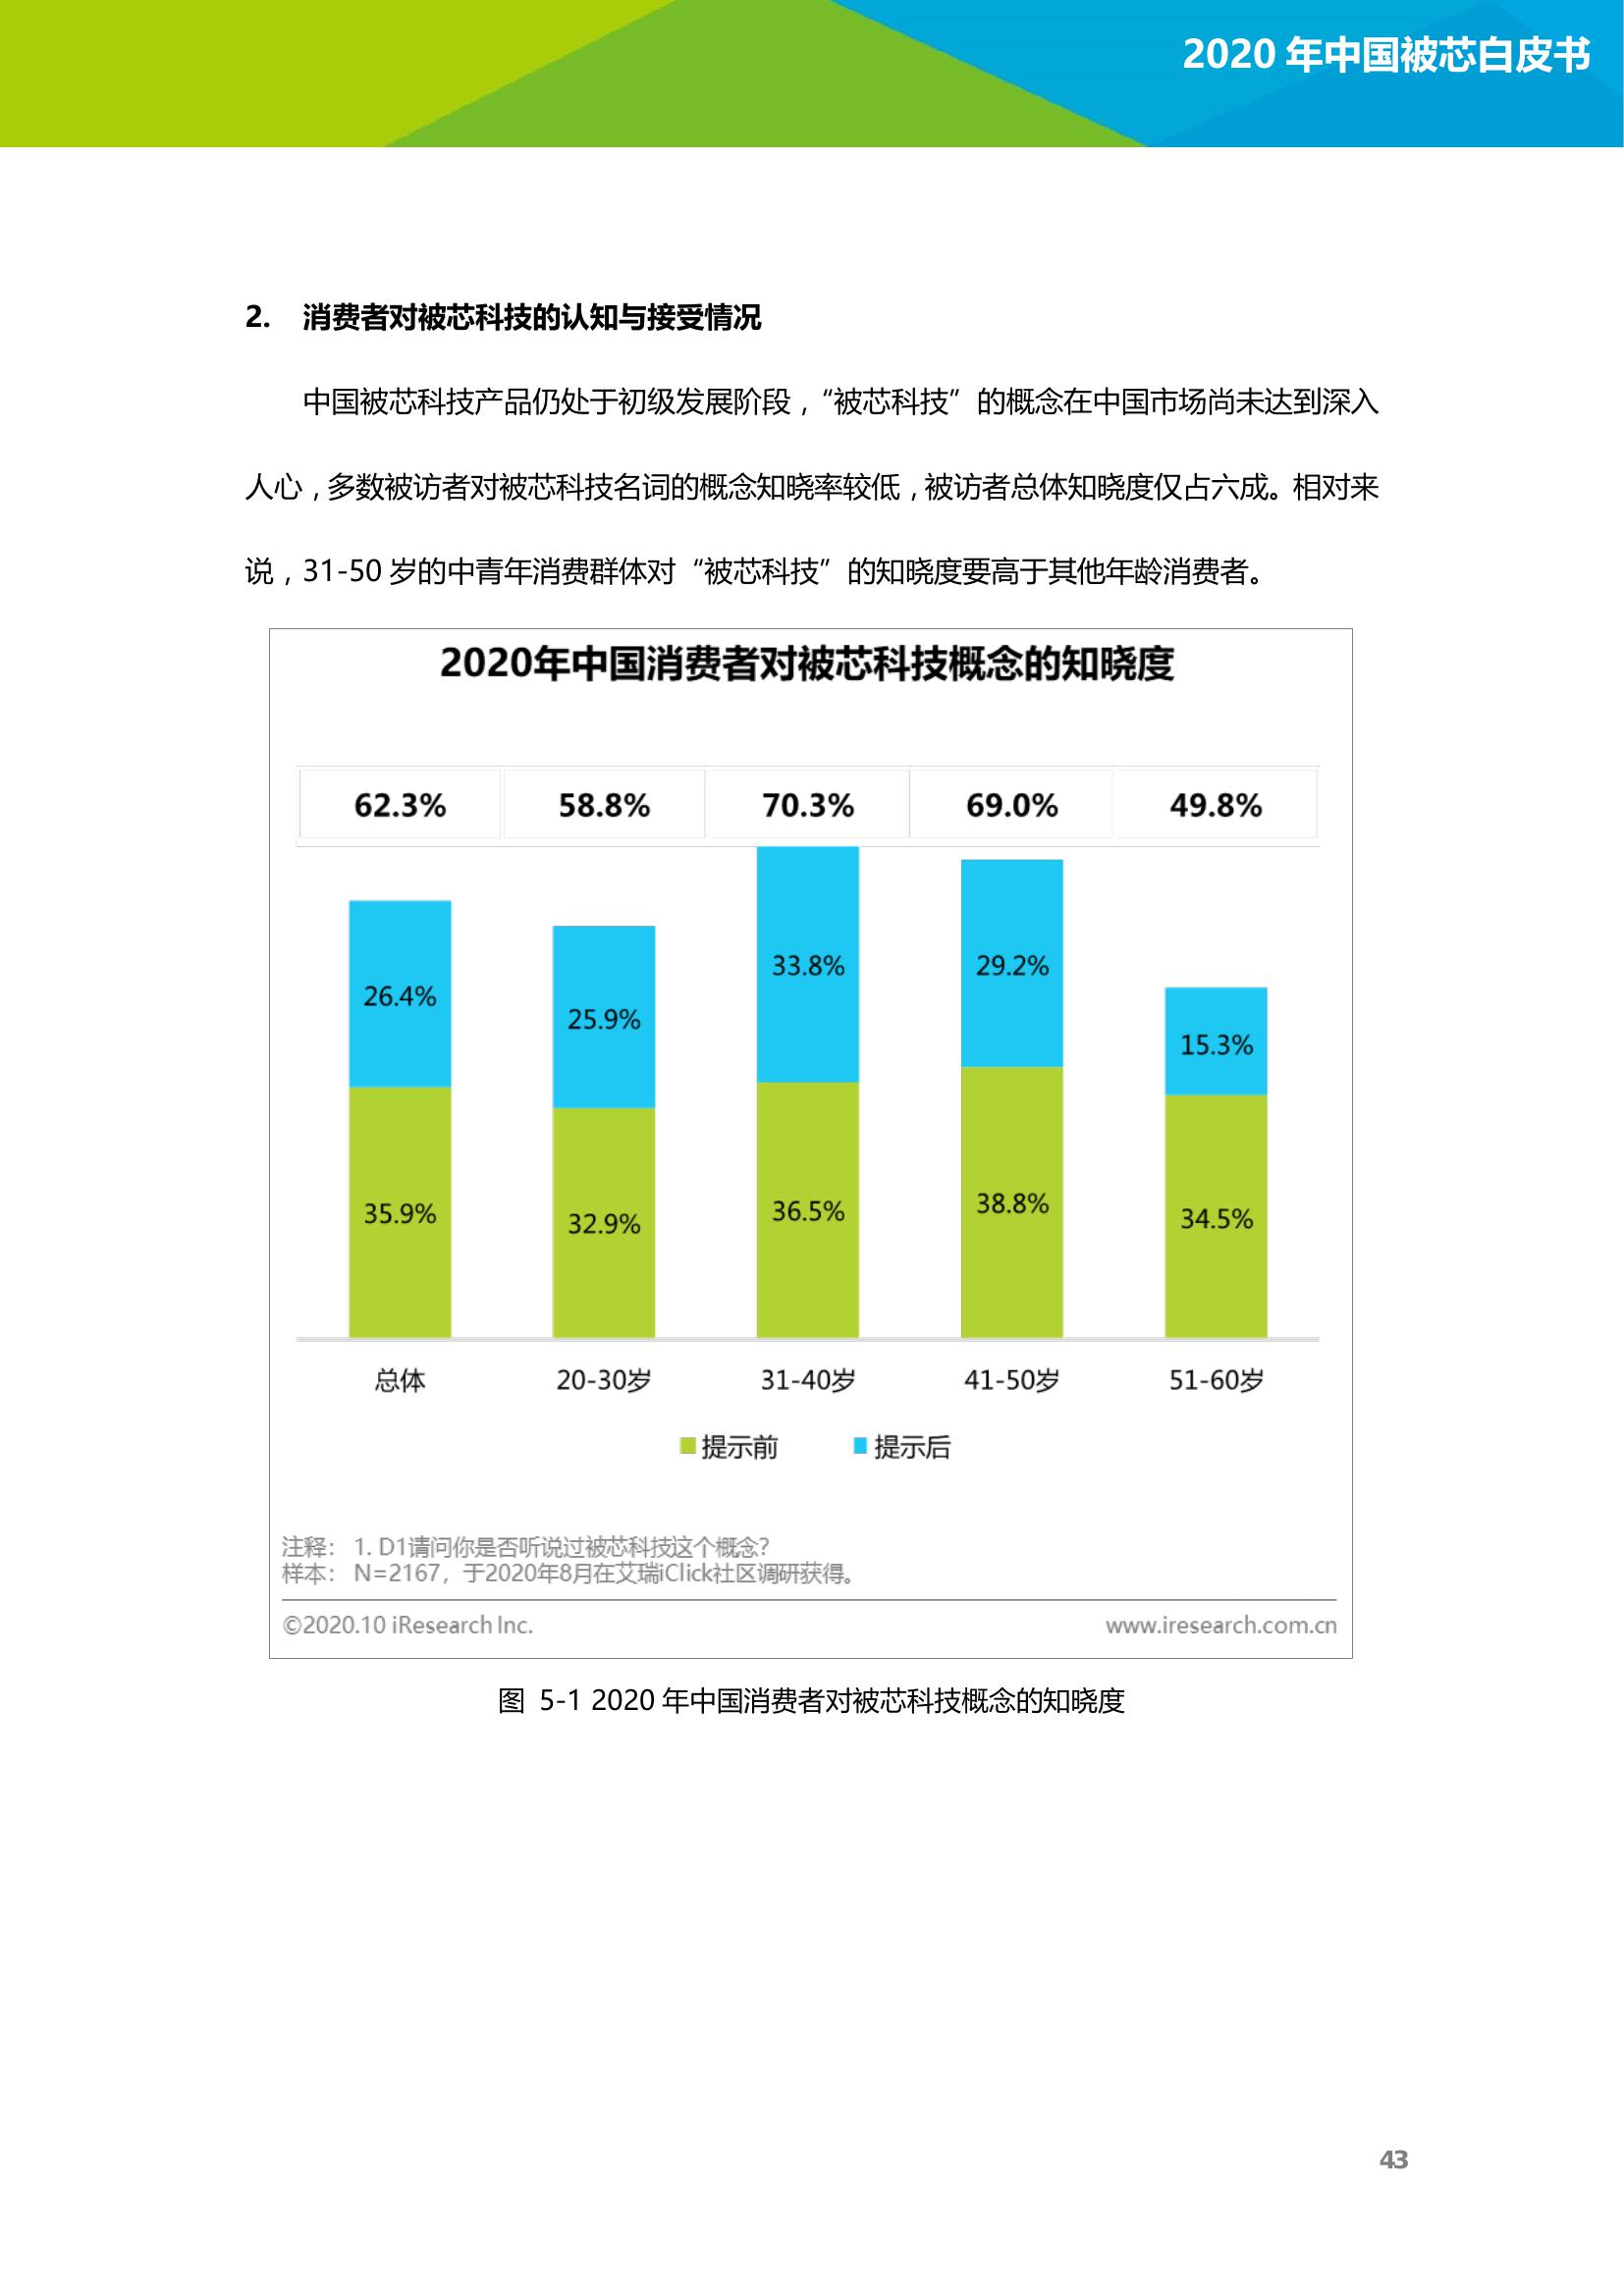 2020 年中国被芯白皮书
2. 消费者对被芯科技的认知与接受情况
中国被芯科技产品仍处于初级发展阶段，“被芯科技”的概念在中国市场尚未达到深入
人心，多数被访者对被芯科技名词的概念知晓率较低，被访者总体知晓度仅占六成。相对来
说，31-50 岁的中青年消费群体对“被芯科技”的知晓度要高于其他年龄消费者。
2020年中国消费者对被芯科技概念的知晓度
62.3% 58.8% 70.3% 69.0% 49.8%
26.4% 25.9% 33.8% 29.2% 15.3%
35.9% 32.9% 36.5% 38.8% 34.5%
总体 20-30岁 31-40岁 41-50岁 51-60岁
提示前 提示后
注释： 1. D1请问你是否听说过被芯科技这个概念?
样本： N=2167，于2020年8月在艾瑞iClick社区调研获得。
©2020.10 iResearch Inc. www.iresearch.com.cn
图 5-1 2020 年中国消费者对被芯科技概念的知晓度
43